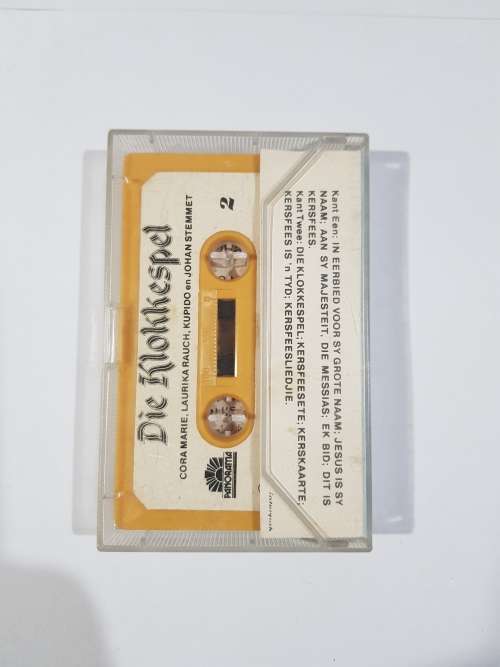 Die Klokkespel
CORA MARIE, LAURIKA RAUCH, KUPIDO en JOHAN STEMMET
2
PANORAMA
Kant Een: IN EERBIED VOOR SY GROTE NAAM; JESUS IS SY
NAAM; AAN SY MAJESTEIT, DIE MESSIAS; EK BID; DIT IS
KERSFEES.
Kant Twee: DIE KLOKKESPEL; KERSFEESETE; KERSKAARTE;
KERSFEES IS 'n TYD; KERSFEESLIEDJIE.